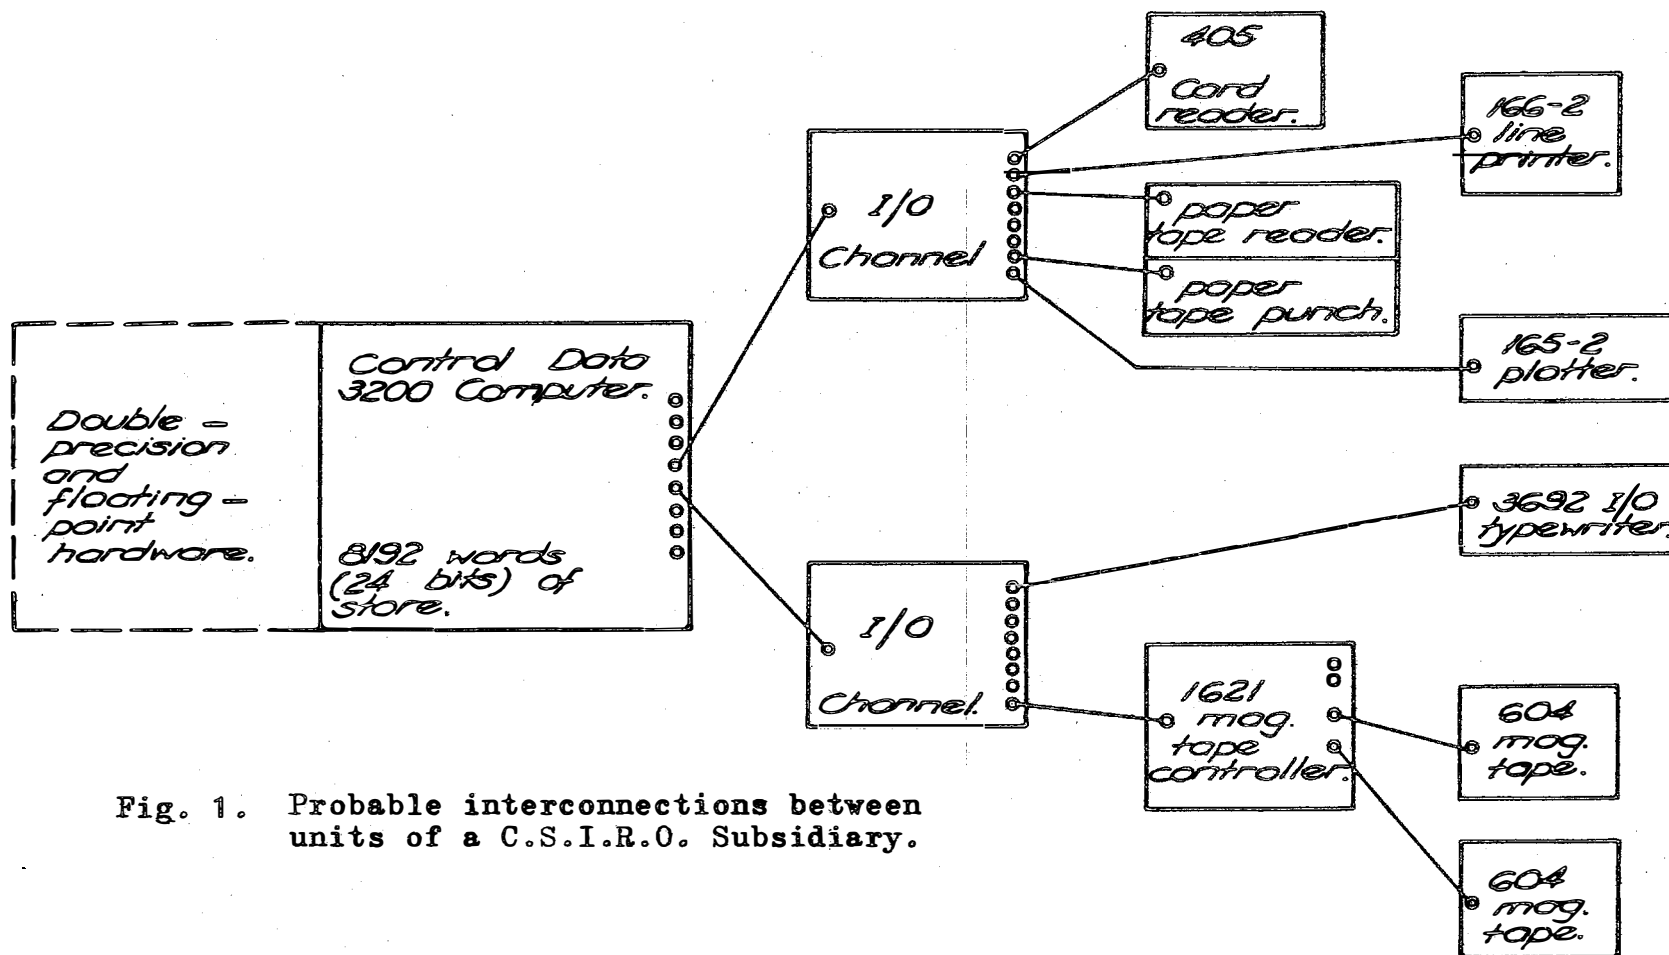 405
Card
reader.
166-2
line
printer.
I/O
Channel
paper
tape reader.
paper
tape punch.
165-2
plotter.
Control Data
3200 Computer.
8192 words
(24 bits) of
store.
Double -
precision
and
floating -
point
hardware.
3692 I/O
typewriter.
I/O
Channel.
1621
mag.
tape
controller.
604
mag.
tape.
604
mag.
tape.
Fig. 1. Probable interconnections between
units of a C.S.I.R.O. Subsidiary.